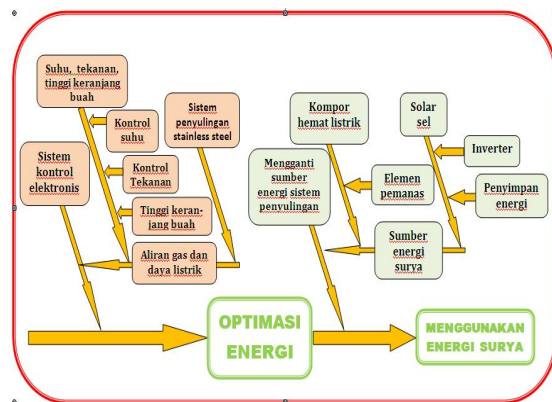 Suhu, tekanan,
tinggi keranjang
buah
Kontrol
suhu
Kontrol
Tekanan
Tinggi keran-
jang buah
Sistem
penyulingan
stainless steel
Sistem
kontrol
elektronis
Aliran gas dan
daya listrik
OPTIMASI
ENERGI
Kompor
hemat listrik
Mengganti
sumber
energi sistem
penyulingan
Elemen
pemanas
Solar
sel
Inverter
Penyimpan
energi
Sumber
energi
surya
MENGGUNAKAN
ENERGI SURYA